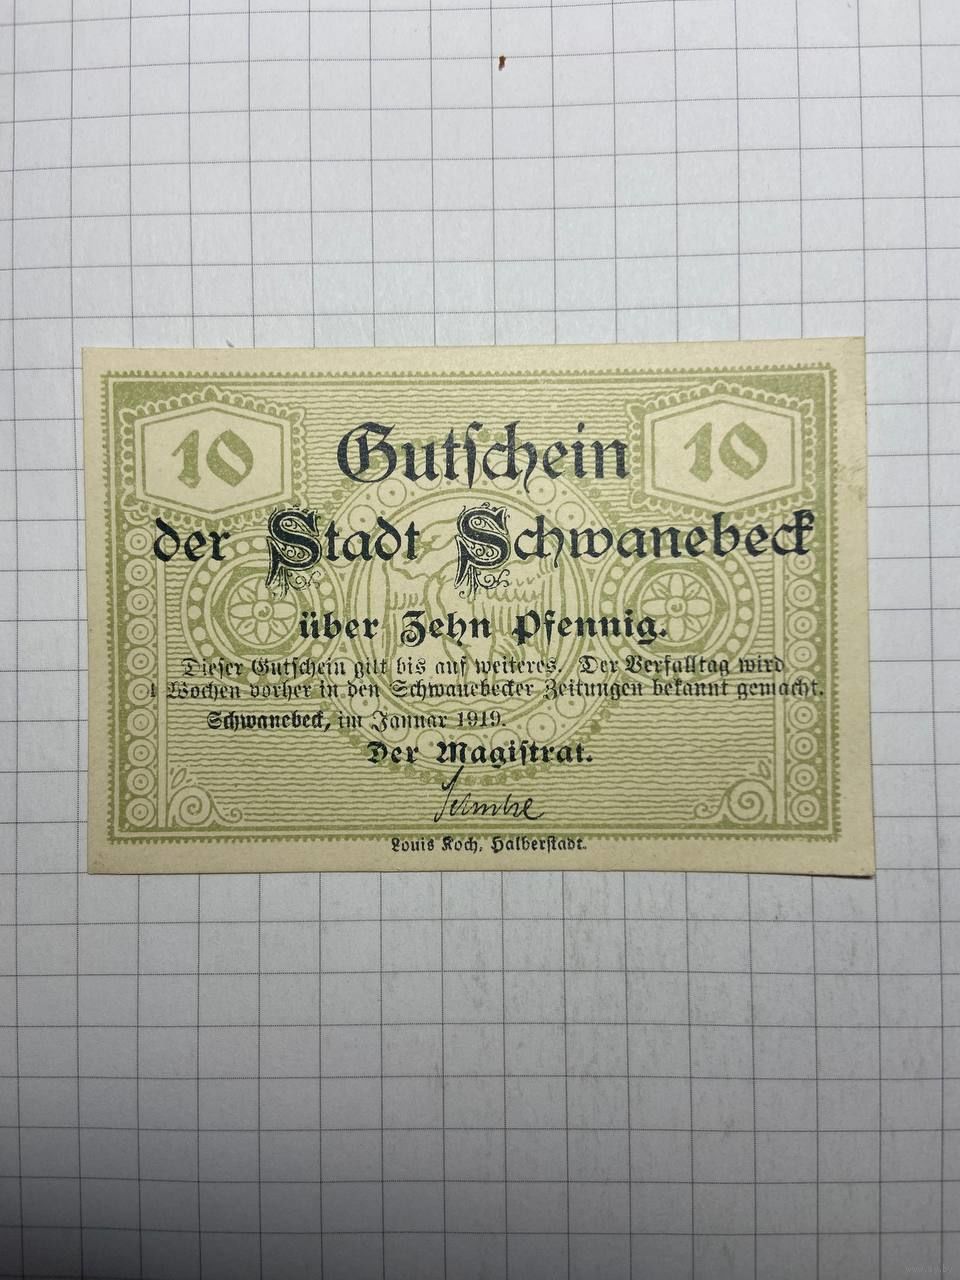 10 Gutschein 10
der Stadt Schwanebeck
über Zehn Pfennig.
Dieser Gutschein gilt bis auf weiteres. Der Verfalltag wird
Wochen vorher in den Schwanebecker Zeitungen bekannt gemacht.
Schwanebeck, im Januar 1919.
Der Magistrat.
Louis Koch, Halberstadt.